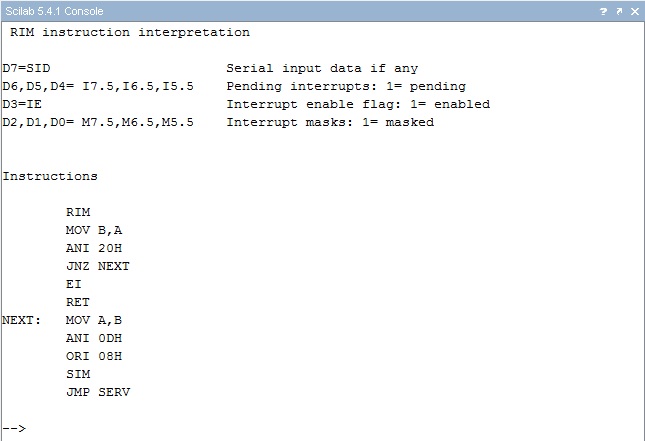 Scilab 5.4.1 Console
RIM instruction interpretation
D7=SID Serial input data if any
D6,D5,D4= I7.5,I6.5,I5.5 Pending interrupts: 1= pending
D3=IE Interrupt enable flag: 1= enabled
D2,D1,D0= M7.5,M6.5,M5.5 Interrupt masks: 1= masked
Instructions
RIM
MOV B,A
ANI 20H
JNZ NEXT
EI
RET
NEXT: MOV A,B
ANI 0DH
ORI 08H
SIM
JMP SERV
-->